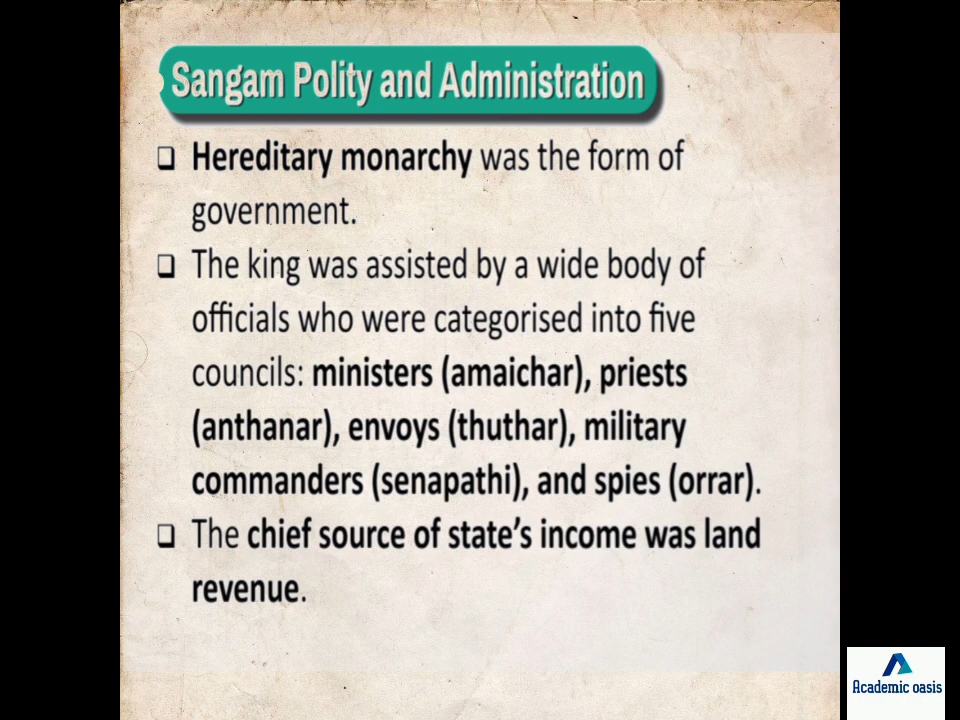 Sangam Polity and Administration
❑ Hereditary monarchy was the form of
government.
❑ The king was assisted by a wide body of
officials who were categorised into five
councils: ministers (amaichar), priests
(anthanar), envoys (thuthar), military
commanders (senapathi), and spies (orrar).
❑ The chief source of state’s income was land
revenue.
Academic oasis